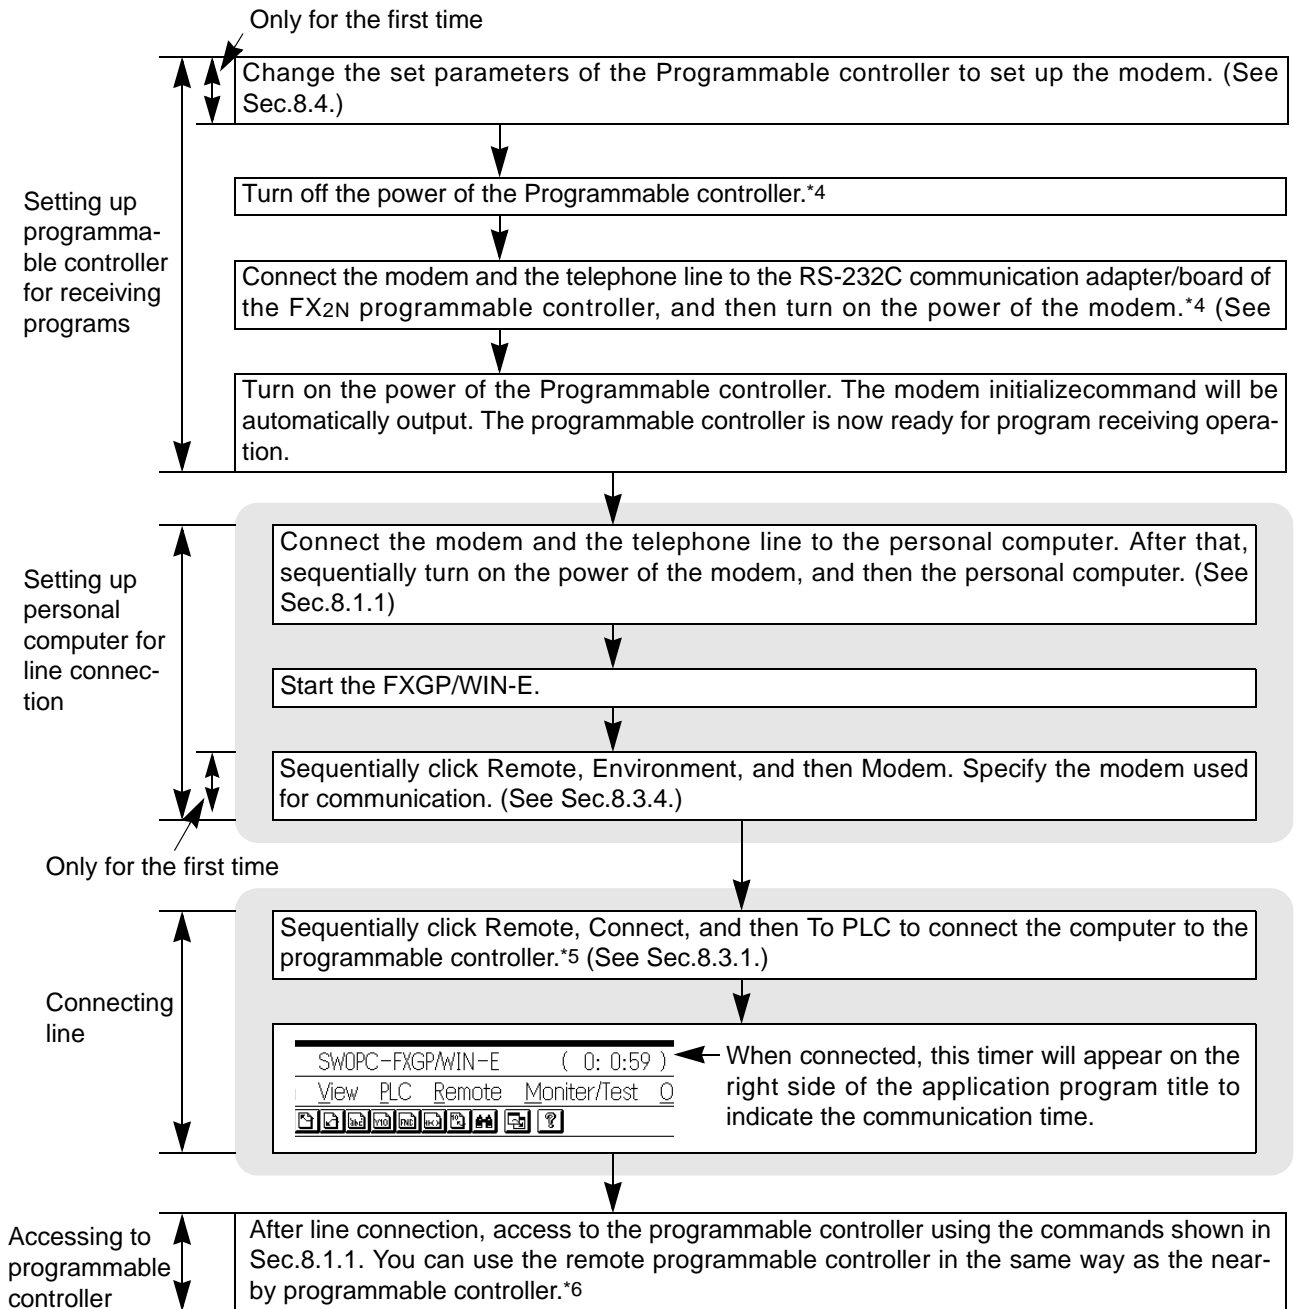 Only for the first time
Change the set parameters of the Programmable controller to set up the modem. (See
Sec.8.4.)
Setting up
programma-
ble controller
for receiving
programs
Turn off the power of the Programmable controller.*4
Connect the modem and the telephone line to the RS-232C communication adapter/board of
the FX2N programmable controller, and then turn on the power of the modem.*4 (See
Turn on the power of the Programmable controller. The modem initializecommand will be
automatically output. The programmable controller is now ready for program receiving opera-
tion.
Setting up
personal
computer for
line connec-
tion
Connect the modem and the telephone line to the personal computer. After that,
sequentially turn on the power of the modem, and then the personal computer. (See
Sec.8.1.1)
Start the FXGP/WIN-E.
Sequentially click Remote, Environment, and then Modem. Specify the modem used
for communication. (See Sec.8.3.4.)
Only for the first time
Connecting
line
Sequentially click Remote, Connect, and then To PLC to connect the computer to the
programmable controller.*5 (See Sec.8.3.1.)
SW0PC-FXGP/WIN-E ( 0: 0:59 )
View PLC Remote Moniter/Test O
When connected, this timer will appear on the
right side of the application program title to
indicate the communication time.
Accessing to
programmable
controller
After line connection, access to the programmable controller using the commands shown in
Sec.8.1.1. You can use the remote programmable controller in the same way as the near-
by programmable controller.*6